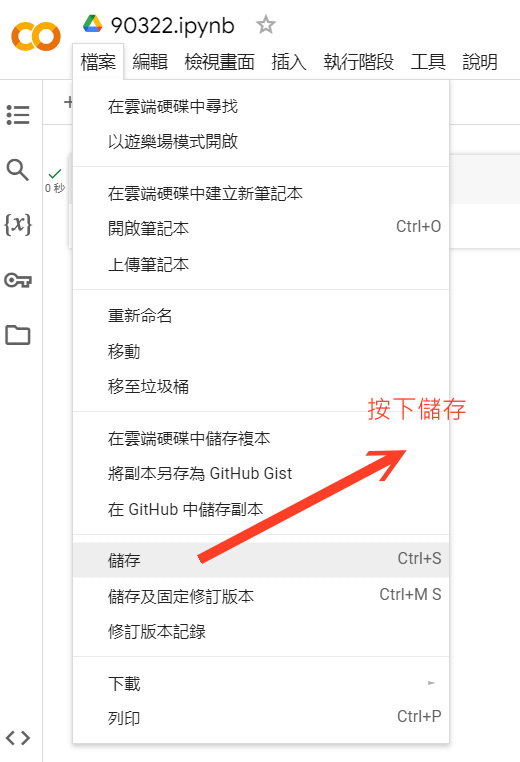 90322.ipynb
檔案 編輯 檢視畫面 插入 執行階段 工具 說明
+
在雲端硬碟中尋找
以遊樂場模式開啟
0 秒
在雲端硬碟中建立新筆記本
{x}
開啟筆記本 Ctrl+O
上傳筆記本
重新命名
移動
移至垃圾桶
按下儲存
在雲端硬碟中儲存複本
將副本另存為 GitHub Gist
在 GitHub 中儲存副本
儲存 Ctrl+S
儲存及固定修訂版本 Ctrl+M S
修訂版本記錄
下載
列印 Ctrl+P